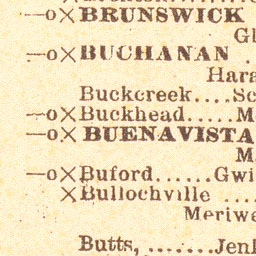 —o×BRUNSWICK
Gl
—o×BUCHANAN .
Hara
Buckcreek....Sc
—o×Buckhead.....M
—o×BUENAVISTA
M
—o×Buford......Gwi
×Bullochville ....
Meriwe
Butts, .......Jenk